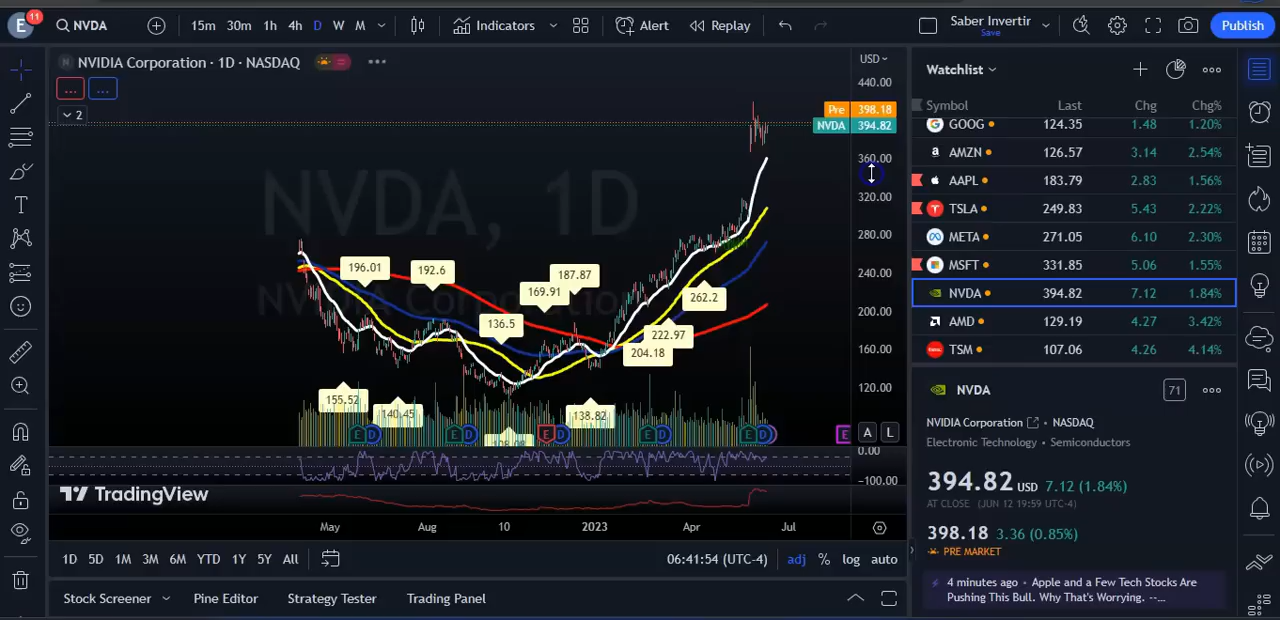 E
11
NVDA
15m 30m 1h 4h D W M
Indicators
Alert
Replay
Saber Invertir
Save
Publish
NVIDIA Corporation · 1D · NASDAQ
...
...
2
USD
440.00
Pre 398.18
NVDA 394.82
360.00
320.00
280.00
240.00
200.00
160.00
120.00
NVDA, 1D
NVIDIA Corporation
196.01
192.6
136.5
169.91
187.87
262.2
222.97
204.18
155.52
140.45
138.82
E D E D E D E D E D E
A L
0.00
−100.00
TradingView
May Aug 10 2023 Apr Jul
1D 5D 1M 3M 6M YTD 1Y 5Y All
06:41:54 (UTC-4)
adj % log auto
Stock Screener
Pine Editor
Strategy Tester
Trading Panel
Watchlist
Symbol Last Chg Chg%
GOOG 124.35 1.48 1.20%
AMZN 126.57 3.14 2.54%
AAPL 183.79 2.83 1.56%
TSLA 249.83 5.43 2.22%
META 271.05 6.10 2.30%
MSFT 331.85 5.06 1.55%
NVDA 394.82 7.12 1.84%
AMD 129.19 4.27 3.42%
TSM 107.06 4.26 4.14%
NVDA
71
NVIDIA Corporation · NASDAQ
Electronic Technology · Semiconductors
394.82 USD 7.12 (1.84%)
AT CLOSE (JUN 12 19:59 UTC-4)
398.18 3.36 (0.85%)
PRE MARKET
4 minutes ago · Apple and a Few Tech Stocks Are
Pushing This Bull. Why That's Worrying. --...